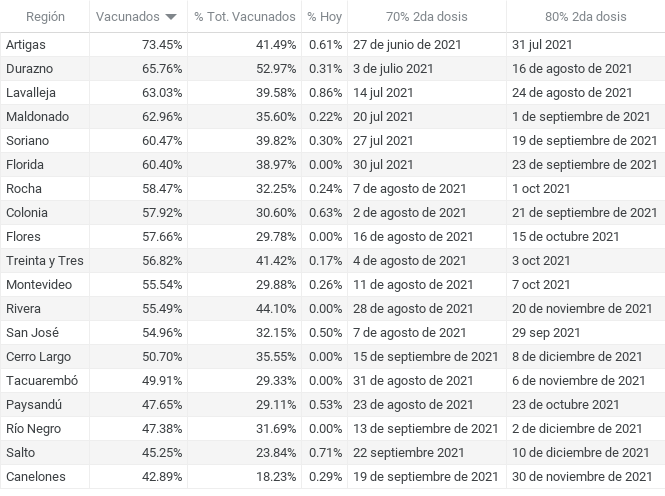 Región Vacunados % Tot. Vacunados % Hoy 70% 2da dosis 80% 2da dosis
Artigas 73.45% 41.49% 0.61% 27 de junio de 2021 31 jul 2021
Durazno 65.76% 52.97% 0.31% 3 de julio de 2021 16 de agosto de 2021
Lavalleja 63.03% 39.58% 0.86% 14 jul 2021 24 de agosto de 2021
Maldonado 62.96% 35.60% 0.22% 20 jul 2021 1 de septiembre de 2021
Soriano 60.47% 39.82% 0.30% 27 jul 2021 19 de septiembre de 2021
Florida 60.40% 38.97% 0.00% 30 jul 2021 23 de septiembre de 2021
Rocha 58.47% 32.25% 0.24% 7 de agosto de 2021 1 oct 2021
Colonia 57.92% 30.60% 0.63% 2 de agosto de 2021 21 de septiembre de 2021
Flores 57.66% 29.78% 0.00% 16 de agosto de 2021 15 de octubre 2021
Treinta y Tres 56.82% 41.42% 0.17% 4 de agosto de 2021 3 oct 2021
Montevideo 55.54% 29.88% 0.26% 11 de agosto de 2021 7 oct 2021
Rivera 55.49% 44.10% 0.00% 28 de agosto de 2021 20 de noviembre de 2021
San José 54.96% 32.15% 0.50% 7 de agosto de 2021 29 sep 2021
Cerro Largo 50.70% 35.55% 0.00% 15 de septiembre de 2021 8 de diciembre de 2021
Tacuarembó 49.91% 29.33% 0.00% 31 de agosto de 2021 6 de noviembre de 2021
Paysandú 47.65% 29.11% 0.53% 23 de agosto de 2021 23 de octubre 2021
Río Negro 47.38% 31.69% 0.00% 13 de septiembre de 2021 2 de diciembre de 2021
Salto 45.25% 23.84% 0.71% 22 septiembre 2021 10 de diciembre de 2021
Canelones 42.89% 18.23% 0.29% 19 de septiembre de 2021 30 de noviembre de 2021